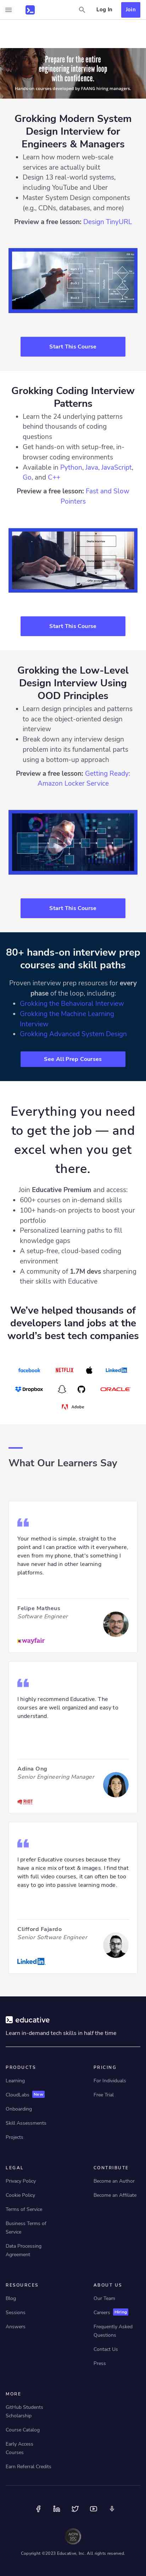 Log In
Join
Prepare for the entire
engineering interview loop
with confidence.
Hands-on courses developed by FAANG hiring managers.
Grokking Modern System
Design Interview for
Engineers & Managers
Learn how modern web-scale
services are actually built
Design 13 real-world systems,
including YouTube and Uber
Master System Design components
(e.g., CDNs, databases, and more)
Preview a free lesson: Design TinyURL
Start This Course
Grokking Coding Interview
Patterns
Learn the 24 underlying patterns
behind thousands of coding
questions
Get hands-on with setup-free, in-
browser coding environments
Available in Python, Java, JavaScript,
Go, and C++
Preview a free lesson: Fast and Slow
Pointers
Start This Course
Grokking the Low-Level
Design Interview Using
OOD Principles
Learn design principles and patterns
to ace the object-oriented design
interview
Break down any interview design
problem into its fundamental parts
using a bottom-up approach
Preview a free lesson: Getting Ready:
Amazon Locker Service
Start This Course
80+ hands-on interview prep
courses and skill paths
Proven interview prep resources for every
phase of the loop, including:
Grokking the Behavioral Interview
Grokking the Machine Learning
Interview
Grokking Advanced System Design
See All Prep Courses
Everything you need
to get the job — and
excel when you get
there.
Join Educative Premium and access:
600+ courses on in-demand skills
100+ hands-on projects to boost your
portfolio
Personalized learning paths to fill
knowledge gaps
A setup-free, cloud-based coding
environment
A community of 1.7M devs sharpening
their skills with Educative
We've helped thousands of
developers land jobs at the
world's best tech companies
facebook
NETFLIX
LinkedIn
Dropbox
ORACLE
Adobe
What Our Learners Say
Your method is simple, straight to the
point and I can practice with it everywhere,
even from my phone, that's something I
have never had in other learning
platforms.
Felipe Matheus
Software Engineer
wayfair
I highly recommend Educative. The
courses are well organized and easy to
understand.
Adina Ong
Senior Engineering Manager
I prefer Educative courses because they
have a nice mix of text & images. I find that
with full video courses, it can often be too
easy to go into passive learning mode.
Clifford Fajardo
Senior Software Engineer
LinkedIn
educative
Learn in-demand tech skills in half the time
PRODUCTS
Learning
CloudLabs New
Onboarding
Skill Assessments
Projects
PRICING
For Individuals
Free Trial
LEGAL
Privacy Policy
Cookie Policy
Terms of Service
Business Terms of
Service
Data Processing
Agreement
CONTRIBUTE
Become an Author
Become an Affiliate
RESOURCES
Blog
Sessions
Answers
ABOUT US
Our Team
Careers Hiring
Frequently Asked
Questions
Contact Us
Press
MORE
GitHub Students
Scholarship
Course Catalog
Early Access
Courses
Earn Referral Credits
Copyright ©2023 Educative, Inc. All rights reserved.